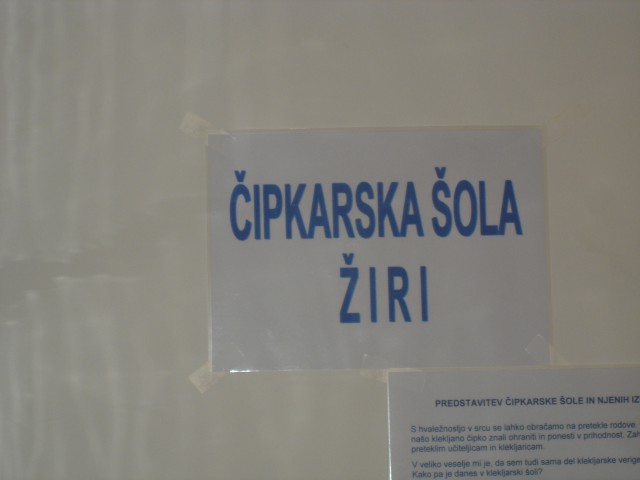 ČIPKARSKA ŠOLA
ŽIRI
PREDSTAVITEV ČIPKARSKE ŠOLE IN NJENIH
S hvaležnostjo v srcu se lahko obračamo na pretekle rodove
našo klekljano čipko znali ohraniti in ponesti v prihodnost.
preteklim učiteljicam in klekljaricam.
V veliko veselje mi je, da sem tudi sama del klekljarske
Kako pa je danes v klekljarski šoli?